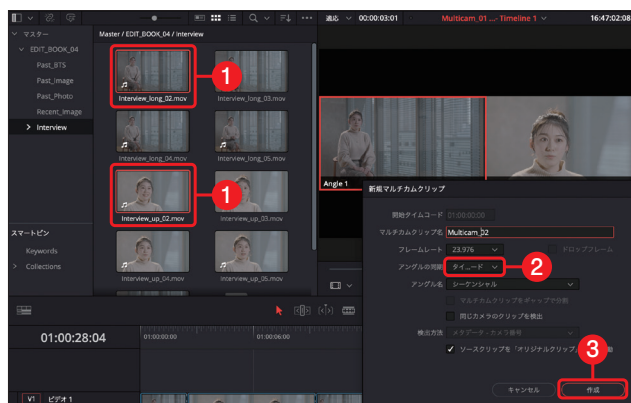 適応
00:00:03:01
Multicam_01 ...- Timeline 1
16:47:02:08
マスター
Master / EDIT_BOOK_04 / Interview
EDIT_BOOK_04
Past_BTS
Past_Image
Past_Photo
Recent_Image
Interview
1
Interview_long_02.mov
Interview_long_03.mov
Interview_long_04.mov
Interview_long_05.mov
1
Interview_up_02.mov
Interview_up_03.mov
Interview_up_04.mov
Interview_up_05.mov
スマートビン
Keywords
Collections
Angle 1
新規マルチカムクリップ
開始タイムコード 01:00:00:00
マルチカムクリップ名 Multicam_02
フレームレート 23.976 ドロップフレーム
アングルの同期 タイ...ード 2
アングル名 シーケンシャル
マルチカムクリップをギャップで分割
同じカメラのクリップを検出
検出方法 メタデータ - カメラ番号
ソースクリップを「オリジナルクリップ」
動
3
キャンセル 作成
01:00:28:04
01:00:00:00
01:00:06:00
V1 ビデオ1